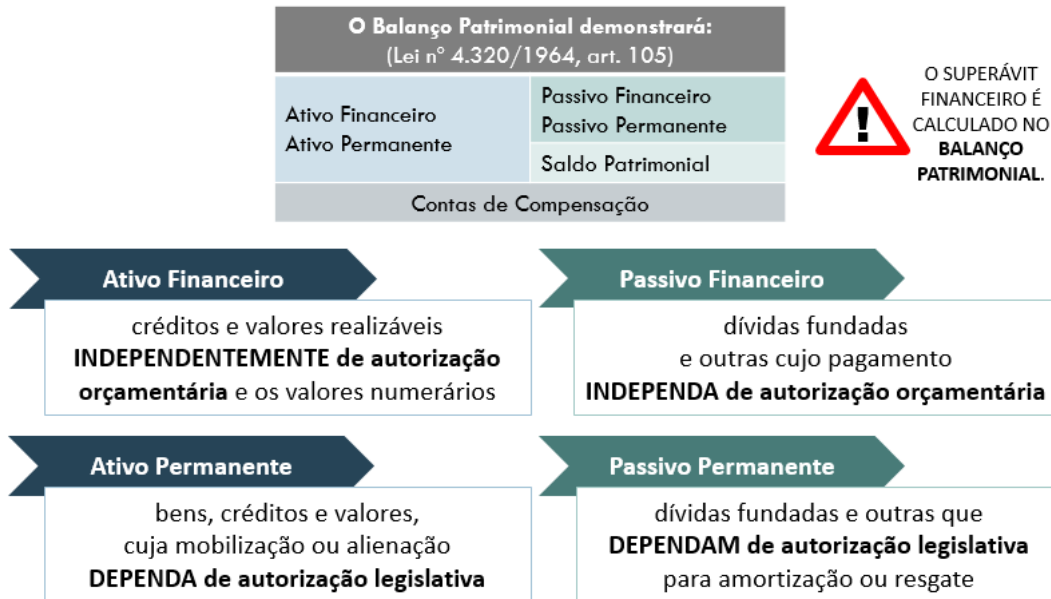 O Balanço Patrimonial demonstrará:
(Lei nº 4.320/1964, art. 105)
Ativo Financeiro
Ativo Permanente
Passivo Financeiro
Passivo Permanente
Saldo Patrimonial
Contas de Compensação
!
O SUPERÁVIT
FINANCEIRO É
CALCULADO NO
BALANÇO
PATRIMONIAL.
Ativo Financeiro
créditos e valores realizáveis
INDEPENDENTEMENTE de autorização
orçamentária e os valores numerários
Passivo Financeiro
dívidas fundadas
e outras cujo pagamento
INDEPENDA de autorização orçamentária
Ativo Permanente
bens, créditos e valores,
cuja mobilização ou alienação
DEPENDA de autorização legislativa
Passivo Permanente
dívidas fundadas e outras que
DEPENDAM de autorização legislativa
para amortização ou resgate